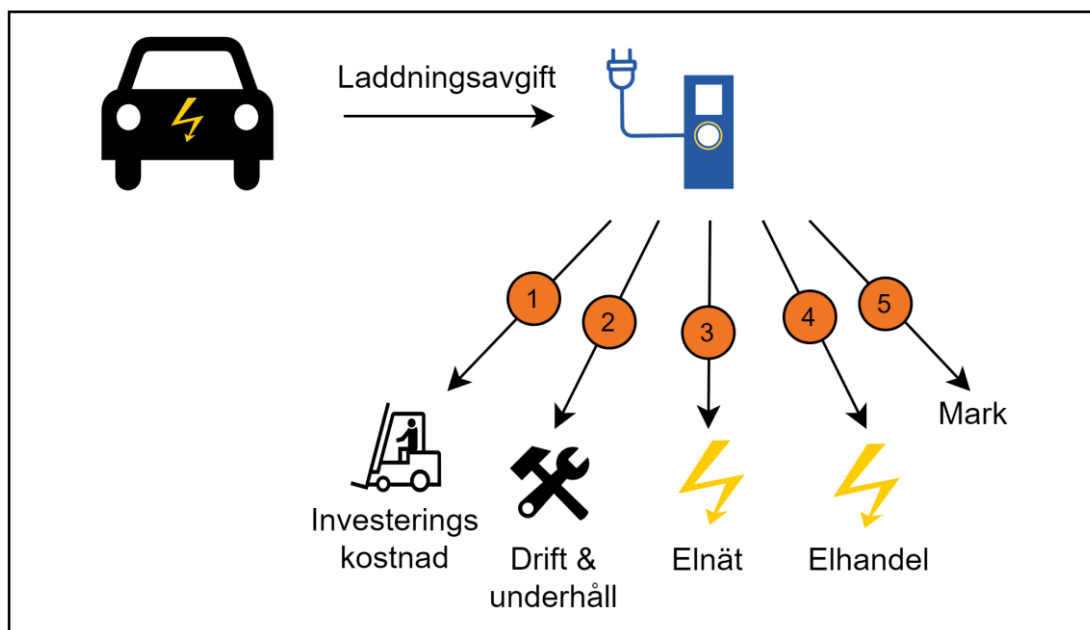 Laddningsavgift
1
2
3
4
5
Mark
Investerings
kostnad
Drift &
underhåll
Elnät
Elhandel